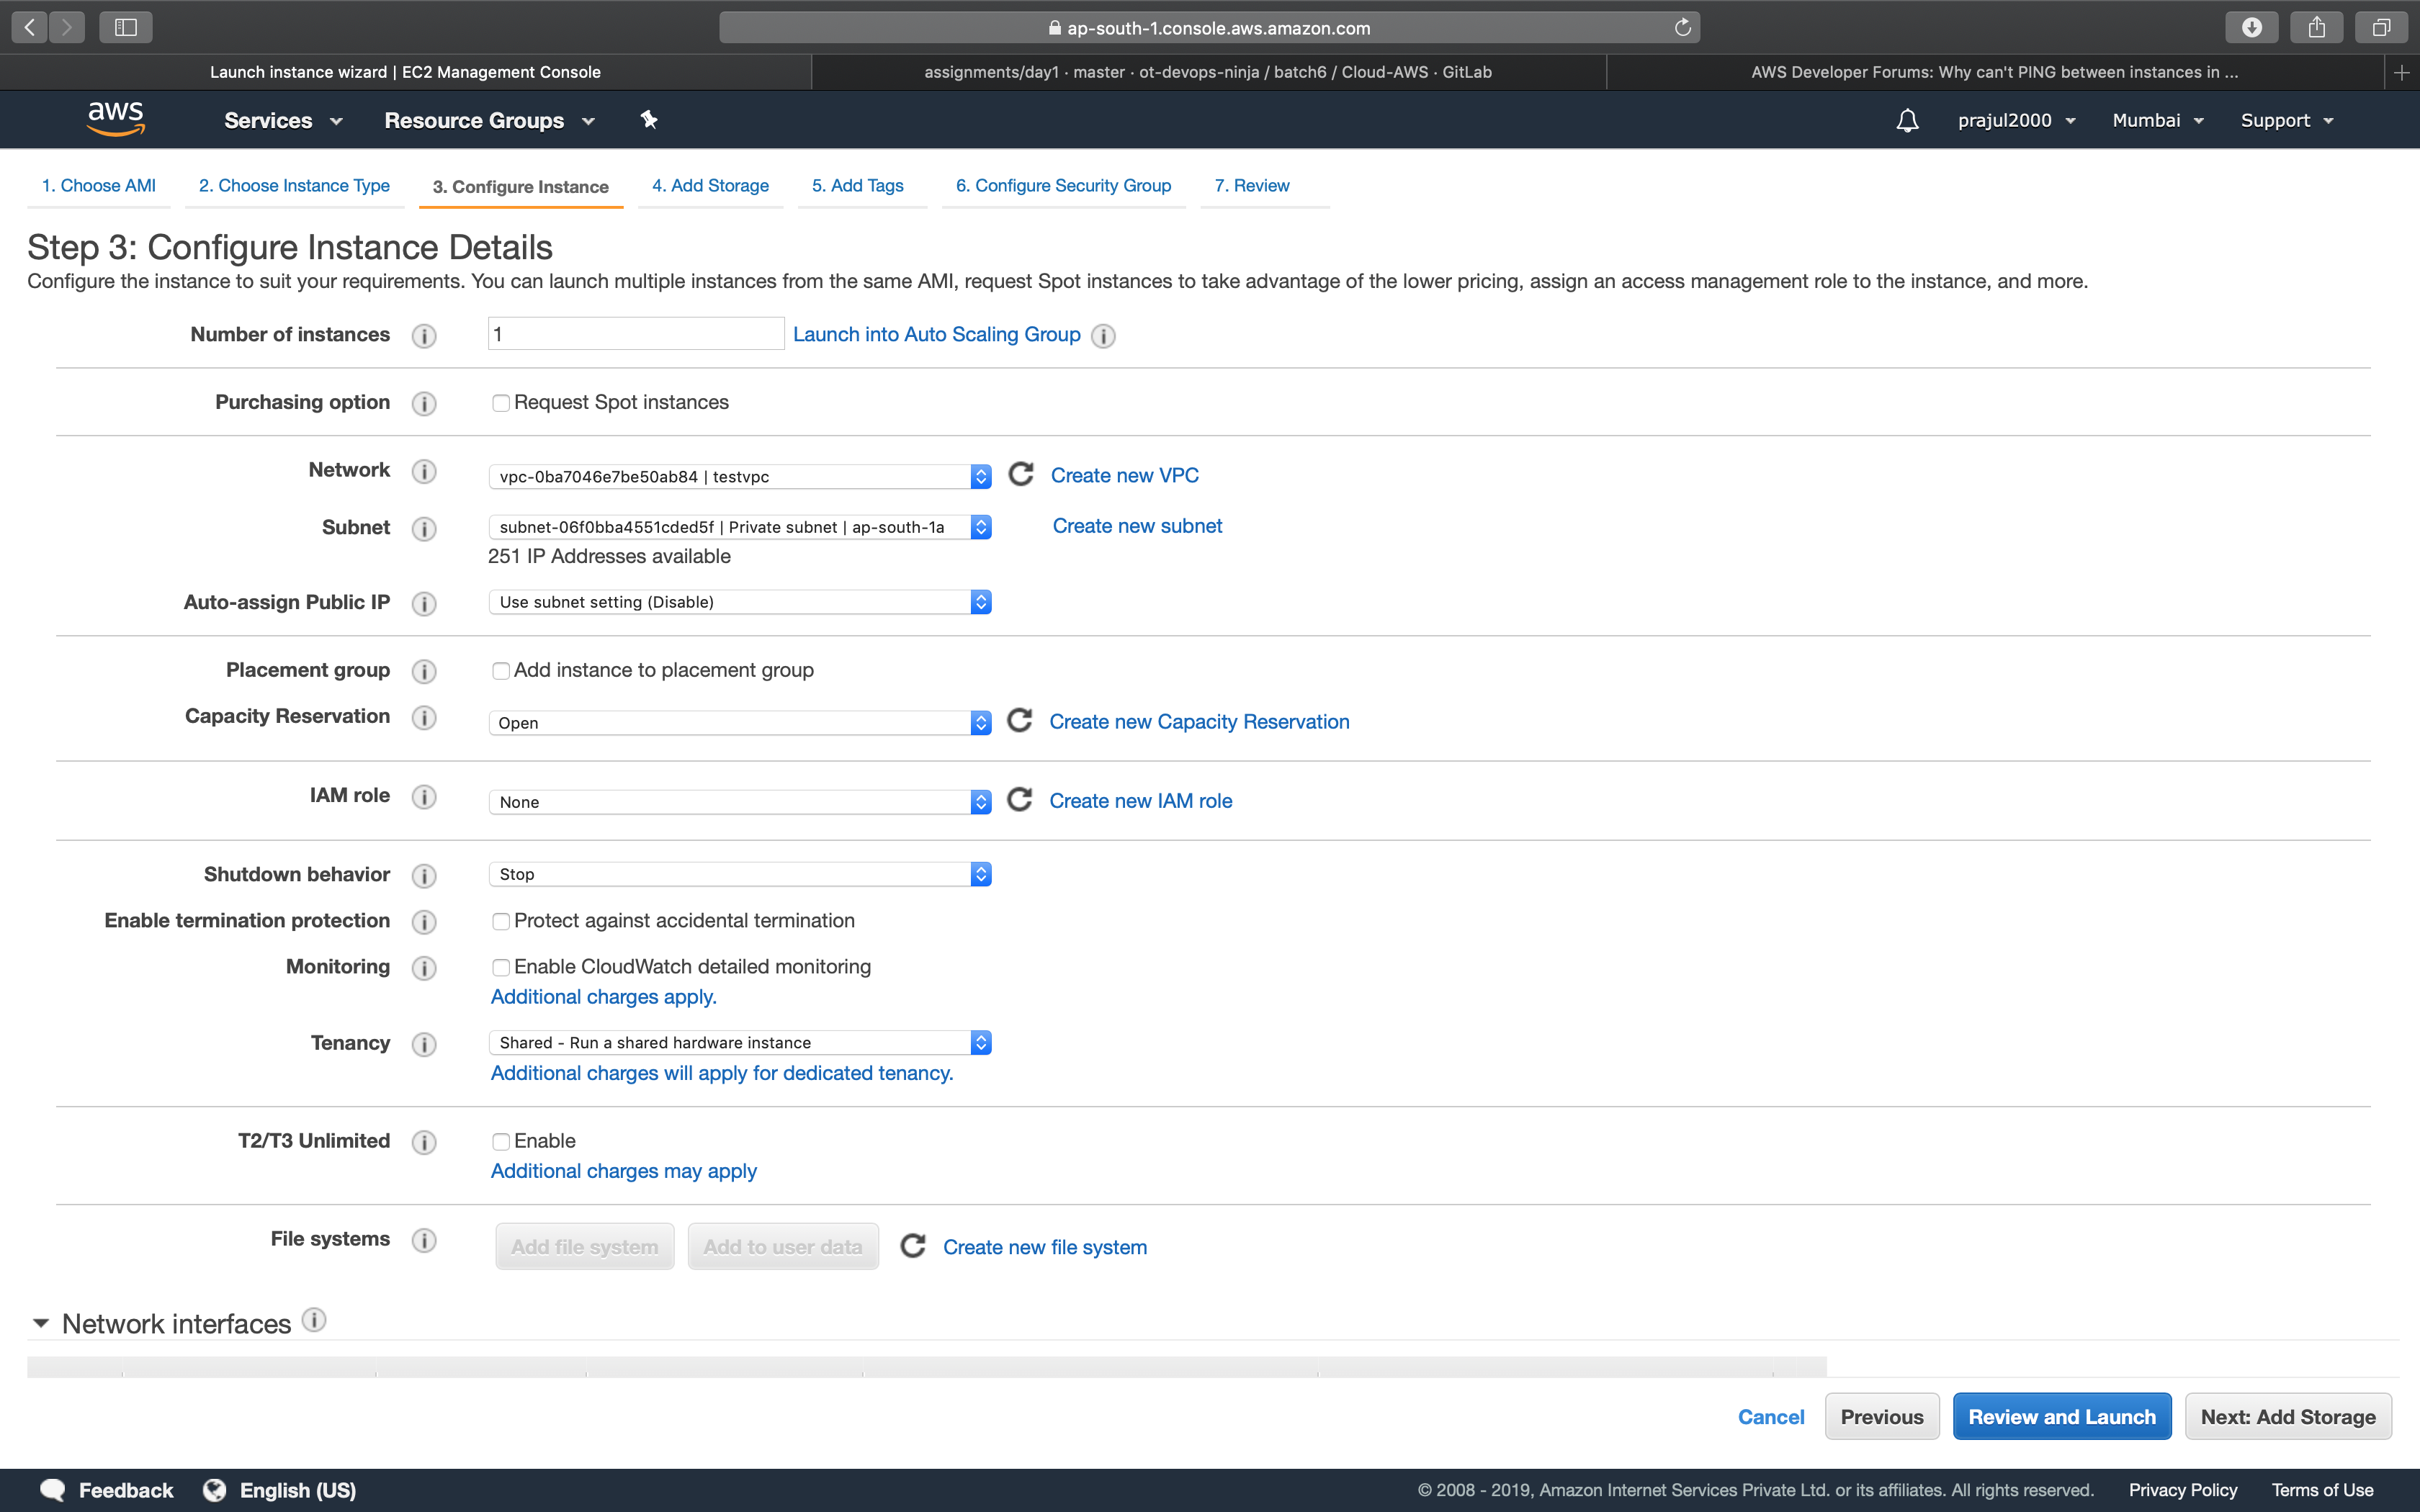 ap-south-1.console.aws.amazon.com
Launch instance wizard | EC2 Management Console
assignments/day1 · master · ot-devops-ninja / batch6 / Cloud-AWS · GitLab
AWS Developer Forums: Why can't PING between instances in ...
aws
Services
Resource Groups
prajul2000
Mumbai
Support
1. Choose AMI
2. Choose Instance Type
3. Configure Instance
4. Add Storage
5. Add Tags
6. Configure Security Group
7. Review
Step 3: Configure Instance Details
Configure the instance to suit your requirements. You can launch multiple instances from the same AMI, request Spot instances to take advantage of the lower pricing, assign an access management role to the instance, and more.
Number of instances
1
Launch into Auto Scaling Group
Purchasing option
Request Spot instances
Network
vpc-0ba7046e7be50ab84 | testvpc
Create new VPC
Subnet
subnet-06f0bba4551cded5f | Private subnet | ap-south-1a
Create new subnet
251 IP Addresses available
Auto-assign Public IP
Use subnet setting (Disable)
Placement group
Add instance to placement group
Capacity Reservation
Open
Create new Capacity Reservation
IAM role
None
Create new IAM role
Shutdown behavior
Stop
Enable termination protection
Protect against accidental termination
Monitoring
Enable CloudWatch detailed monitoring
Additional charges apply.
Tenancy
Shared - Run a shared hardware instance
Additional charges will apply for dedicated tenancy.
T2/T3 Unlimited
Enable
Additional charges may apply
File systems
Add file system
Add to user data
Create new file system
Network interfaces
Cancel
Previous
Review and Launch
Next: Add Storage
Feedback
English (US)
© 2008 - 2019, Amazon Internet Services Private Ltd. or its affiliates. All rights reserved.
Privacy Policy
Terms of Use